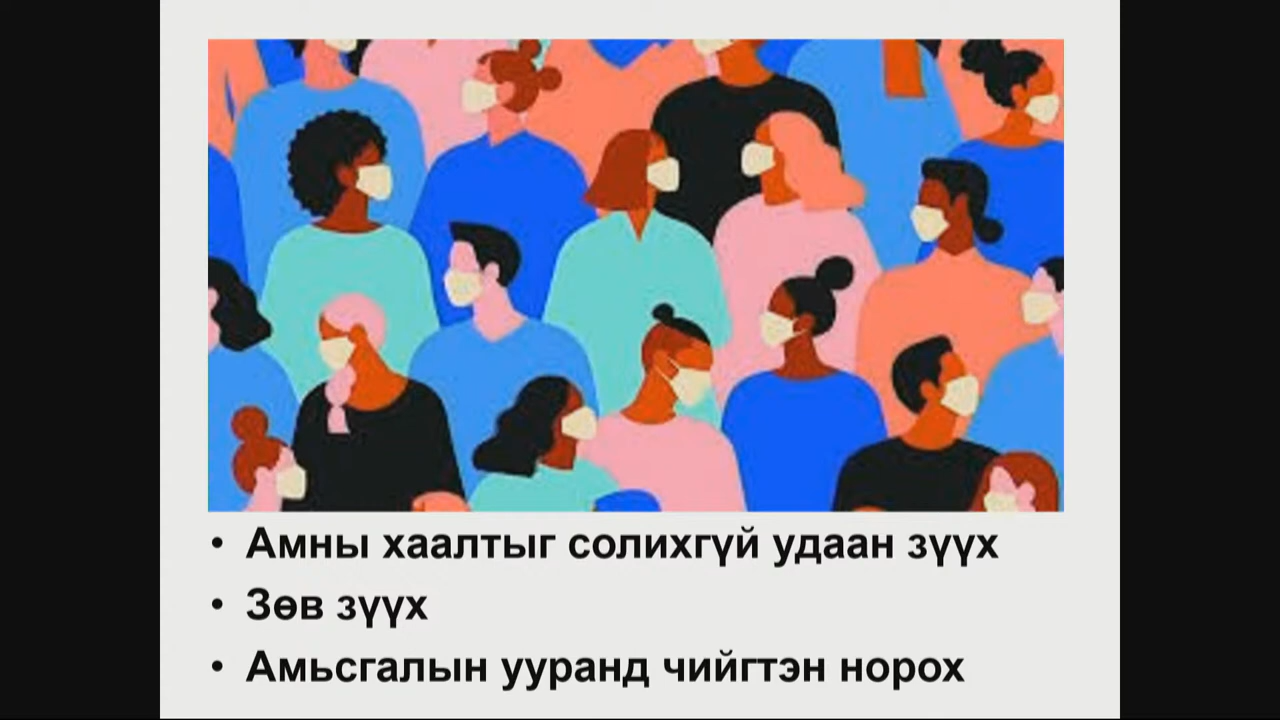 • Амны хаалтыг солихгүй удаан зүүх
• Зөв зүүх
• Амьсгалын ууранд чийгтэн норох